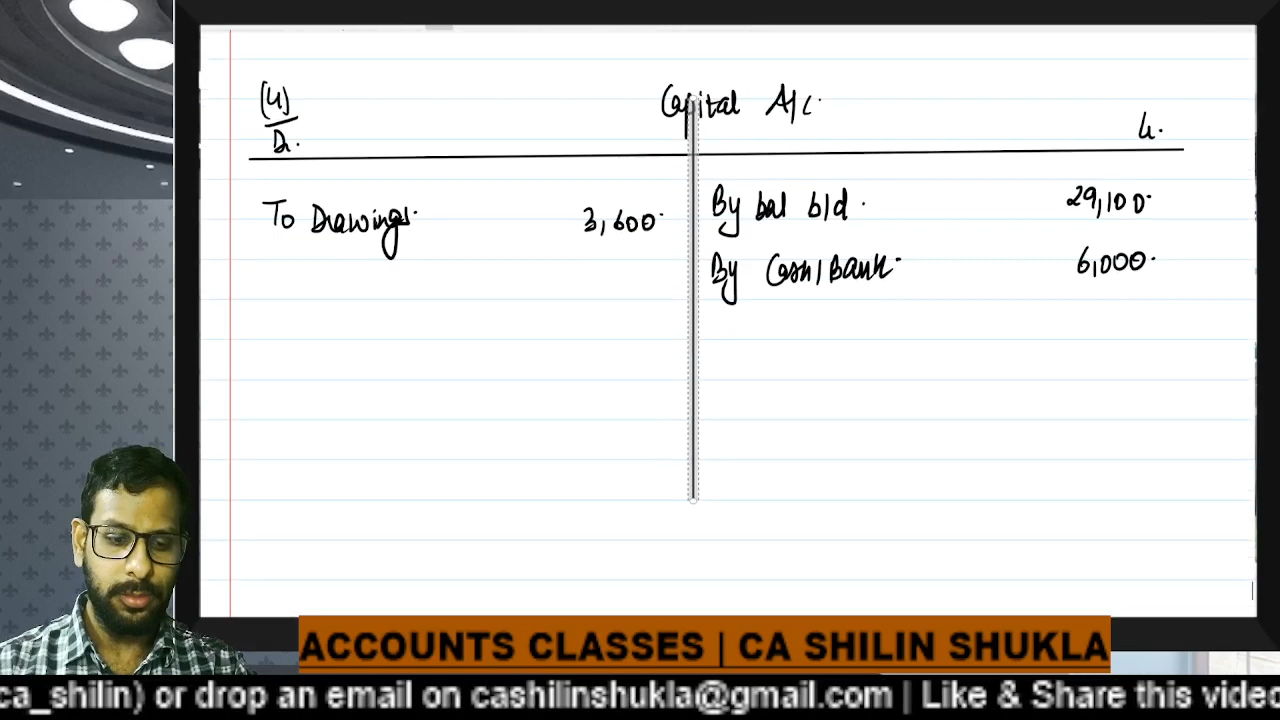 (4) Capital A/c
Dr. Cr.
To Drawings 3,600 By bal b/d 29,100
By Cash/Bank 6,000
ACCOUNTS CLASSES | CA SHILIN SHUKLA
ca_shilin) or drop an email on cashilinshukla@gmail.com | Like & Share this video